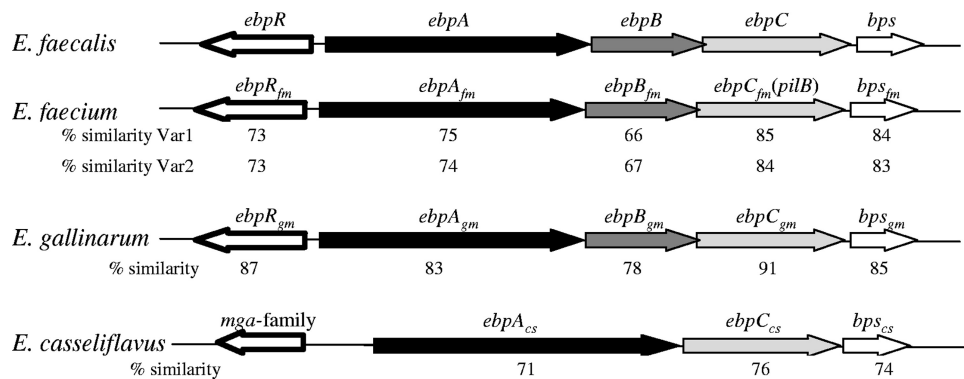 ebpR ebpA ebpB ebpC bps
E. faecalis
ebpRfm ebpAfm ebpBfm ebpCfm(pilB) bpsfm
E. faecium
% similarity Var1 73 75 66 85 84
% similarity Var2 73 74 67 84 83
ebpRgm ebpAgm ebpBgm ebpCgm bpsgm
E. gallinarum
% similarity 87 83 78 91 85
mga-family ebpAcs ebpCcs bpscs
E. casseliflavus
% similarity 71 76 74